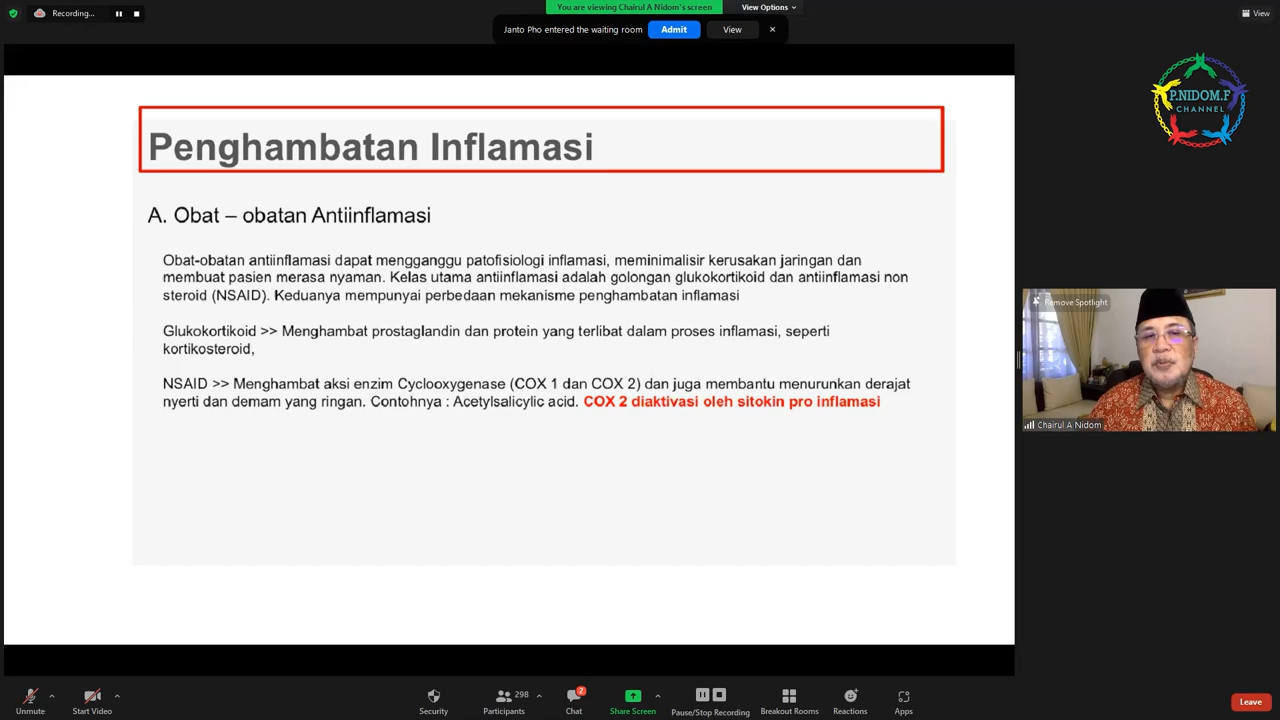 Recording...
You are viewing Chairul A Nidom's screen
View Options
View
Janto Pho entered the waiting room
Admit
View
P.NIDOM.F
CHANNEL
Penghambatan Inflamasi
A. Obat – obatan Antiinflamasi
Obat-obatan antiinflamasi dapat mengganggu patofisiologi inflamasi, meminimalisir kerusakan jaringan dan
membuat pasien merasa nyaman. Kelas utama antiinflamasi adalah golongan glukokortikoid dan antiinflamasi non
steroid (NSAID). Keduanya mempunyai perbedaan mekanisme penghambatan inflamasi
Glukokortikoid >> Menghambat prostaglandin dan protein yang terlibat dalam proses inflamasi, seperti
kortikosteroid,
NSAID >> Menghambat aksi enzim Cyclooxygenase (COX 1 dan COX 2) dan juga membantu menurunkan derajat
nyerti dan demam yang ringan. Contohnya : Acetylsalicylic acid. COX 2 diaktivasi oleh sitokin pro inflamasi
Remove Spotlight
Chairul A Nidom
Unmute
Start Video
Security
298
Participants
2
Chat
Share Screen
Pause/Stop Recording
Breakout Rooms
Reactions
Apps
Leave